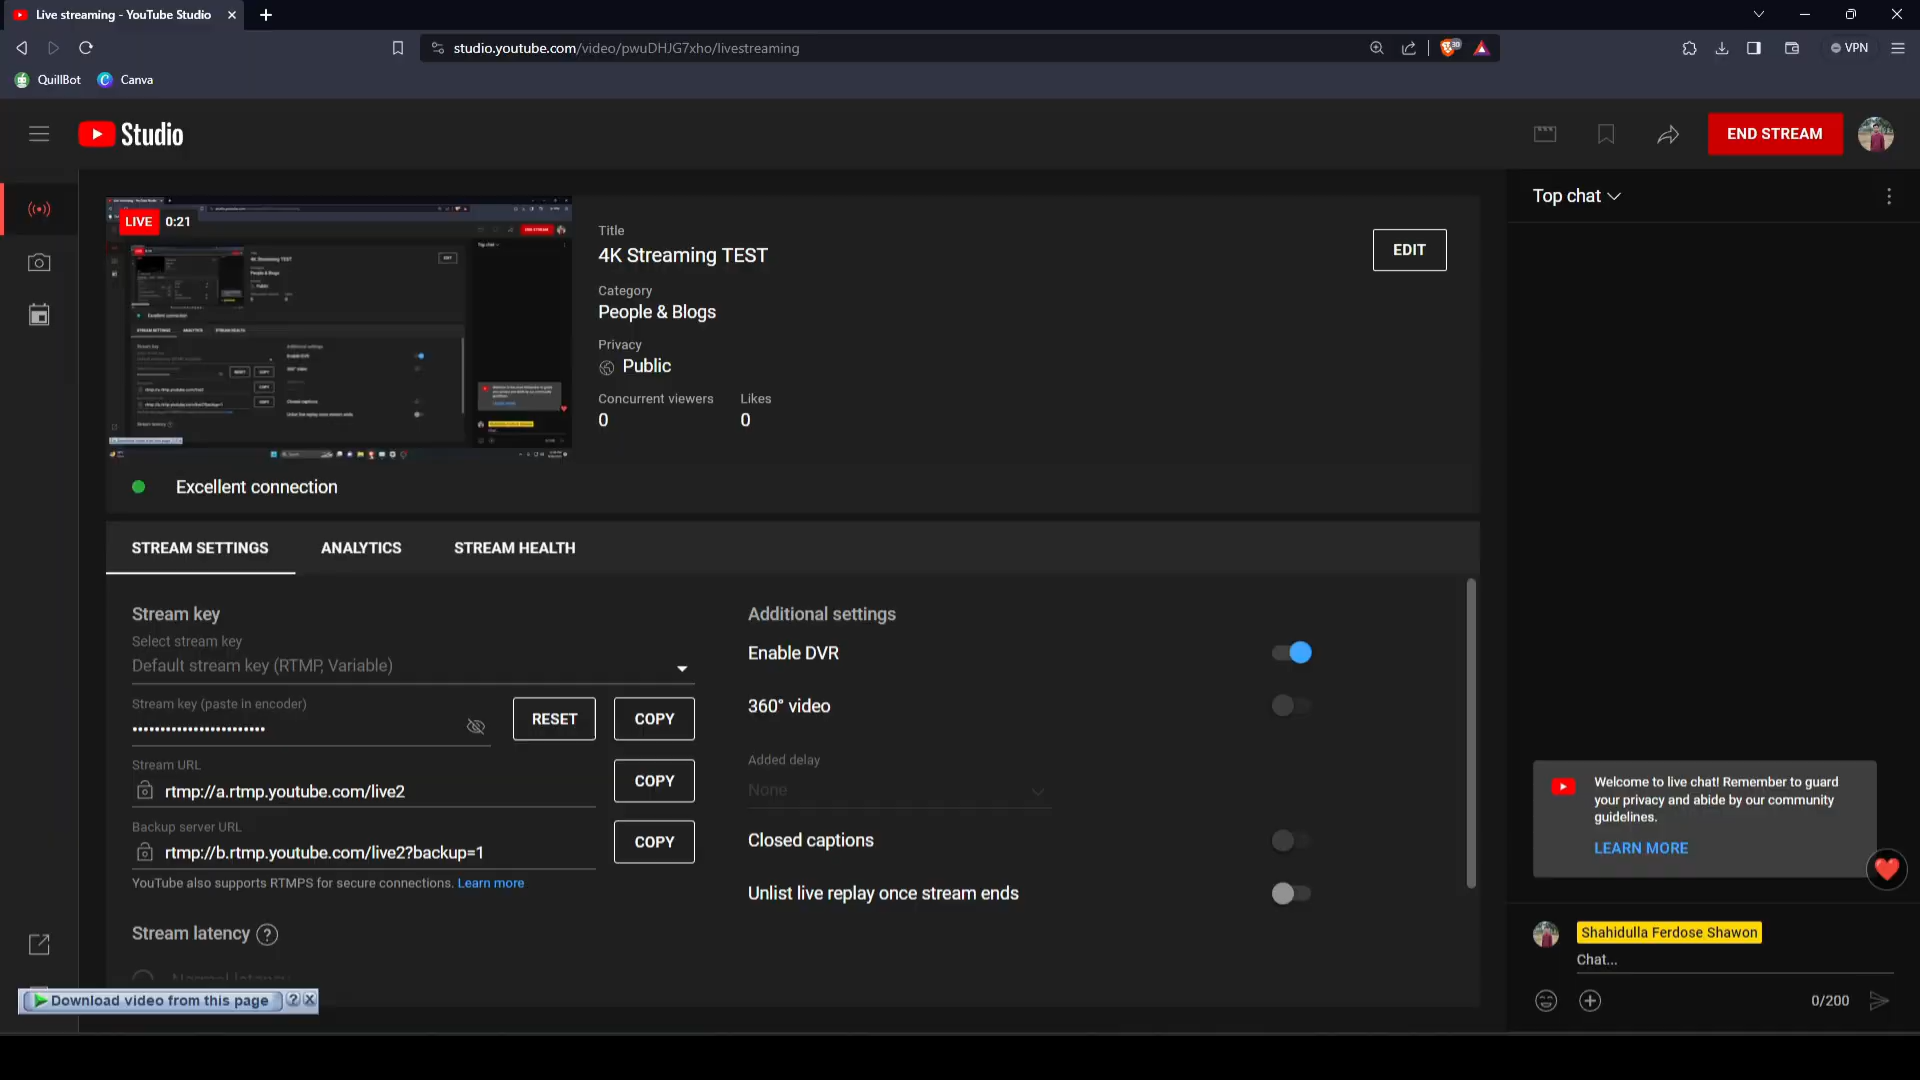 Live streaming - YouTube Studio
studio.youtube.com/video/pwuDHJG7xho/livestreaming
30
VPN
QuillBot
Canva
Studio
END STREAM
LIVE 0:21
Title
4K Streaming TEST
EDIT
Category
People & Blogs
Privacy
Public
Concurrent viewers
Likes
0
0
Excellent connection
STREAM SETTINGS
ANALYTICS
STREAM HEALTH
Stream key
Select stream key
Default stream key (RTMP, Variable)
Stream key (paste in encoder)
RESET
COPY
Stream URL
rtmp://a.rtmp.youtube.com/live2
COPY
Backup server URL
rtmp://b.rtmp.youtube.com/live2?backup=1
COPY
YouTube also supports RTMPS for secure connections. Learn more
Stream latency
Normal latency
Additional settings
Enable DVR
360° video
Added delay
None
Closed captions
Unlist live replay once stream ends
Top chat
Welcome to live chat! Remember to guard
your privacy and abide by our community
guidelines.
LEARN MORE
Shahidulla Ferdose Shawon
Chat...
0/200
Download video from this page